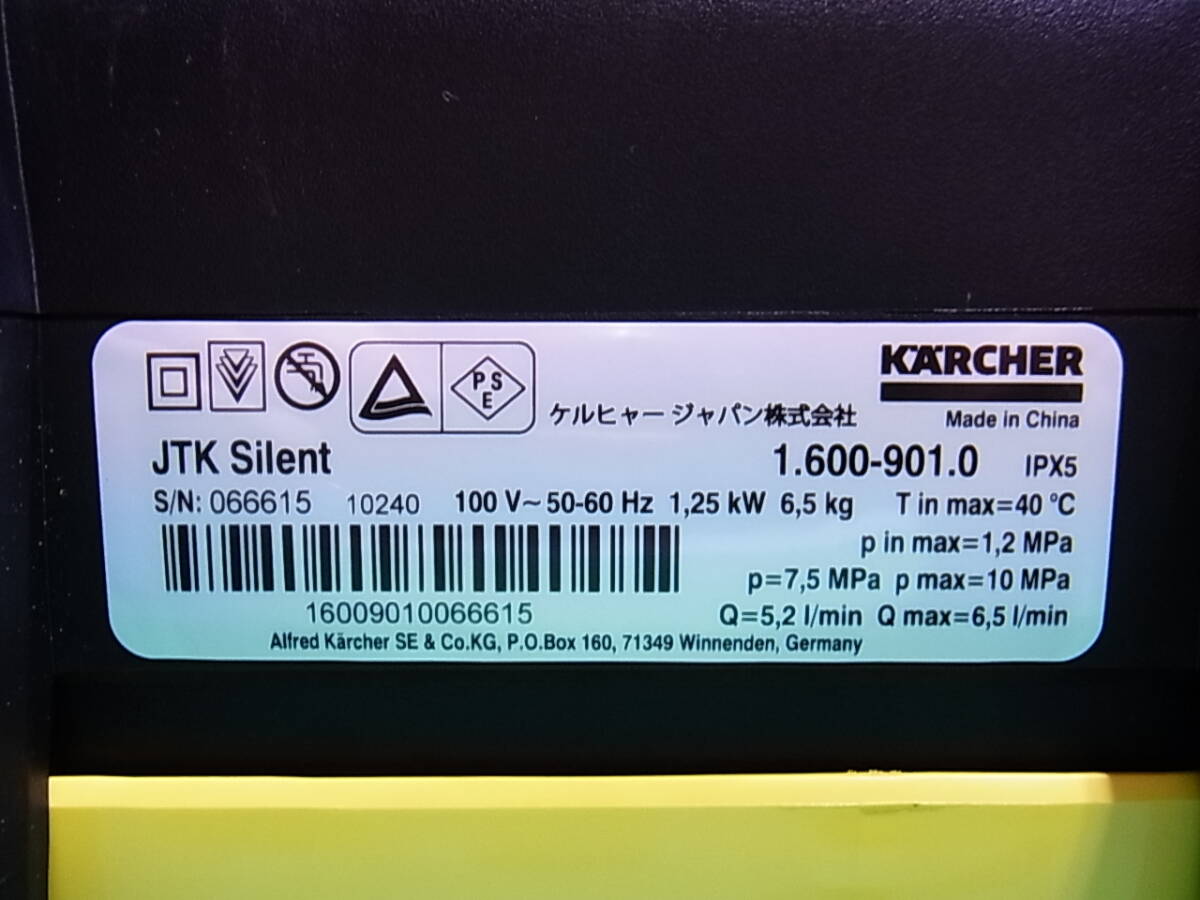 KÄRCHER
PSE
ケルヒャー ジャパン株式会社
Made in China
JTK Silent 1.600-901.0 IPX5
S/N: 066615 10240 100 V~50-60 Hz 1,25 kW 6,5 kg T in max=40 °C
p in max=1,2 MPa
p=7,5 MPa p max=10 MPa
16009010066615 Q=5,2 l/min Q max=6,5 l/min
Alfred Kärcher SE & Co.KG, P.O.Box 160, 71349 Winnenden, Germany